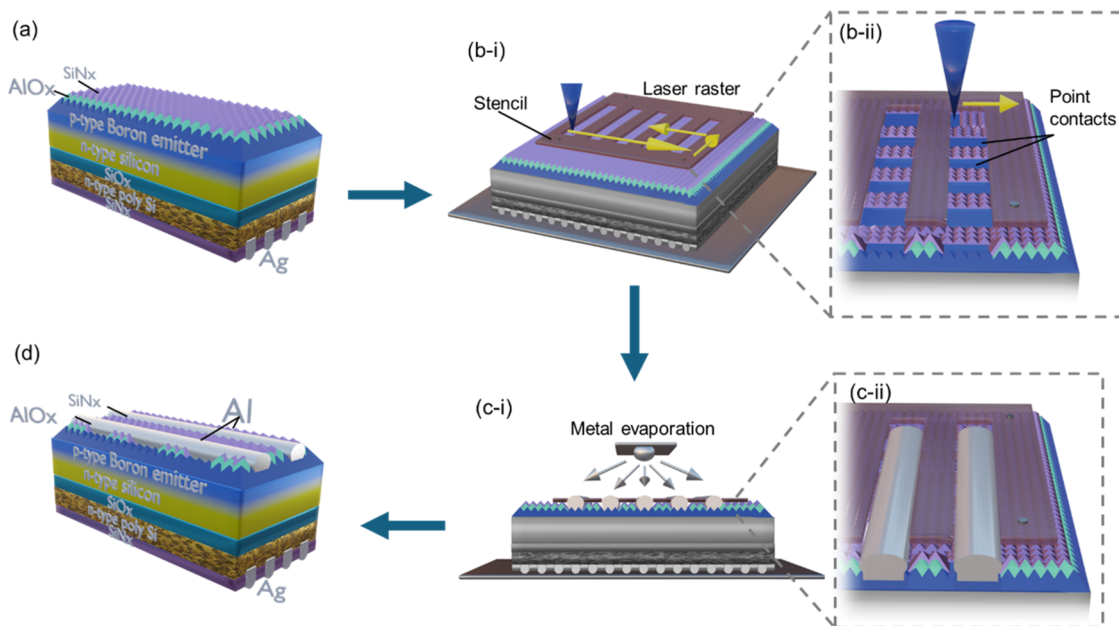 (a)
SiNx
AlOx
p-type Boron emitter
n-type silicon
SiOx
n-type poly Si
SiNx
Ag
(b-i)
Laser raster
Stencil
(b-ii)
Point
contacts
(d)
SiNx
AlOx
Al
p-type Boron emitter
n-type silicon
SiOx
n-type poly Si
SiNx
Ag
(c-i)
Metal evaporation
(c-ii)